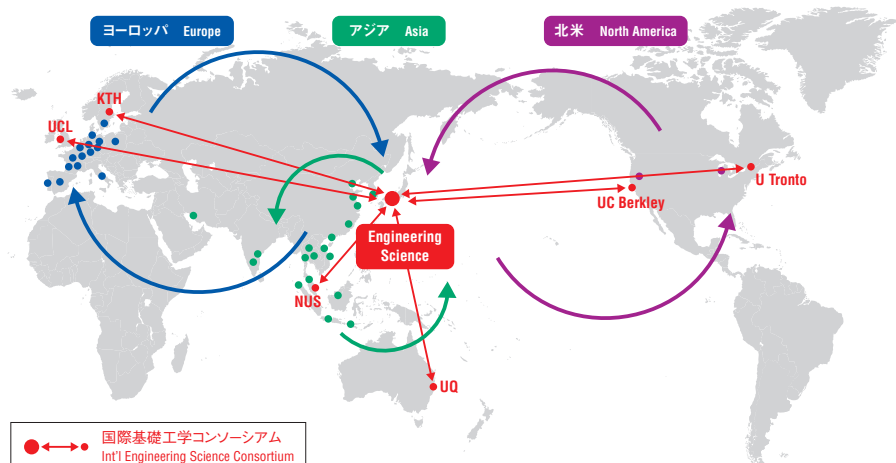 ヨーロッパ Europe
アジア Asia
北米 North America
KTH
UCL
U Tronto
UC Berkley
Engineering
Science
NUS
UQ
国際基礎工学コンソーシアム
Int'l Engineering Science Consortium